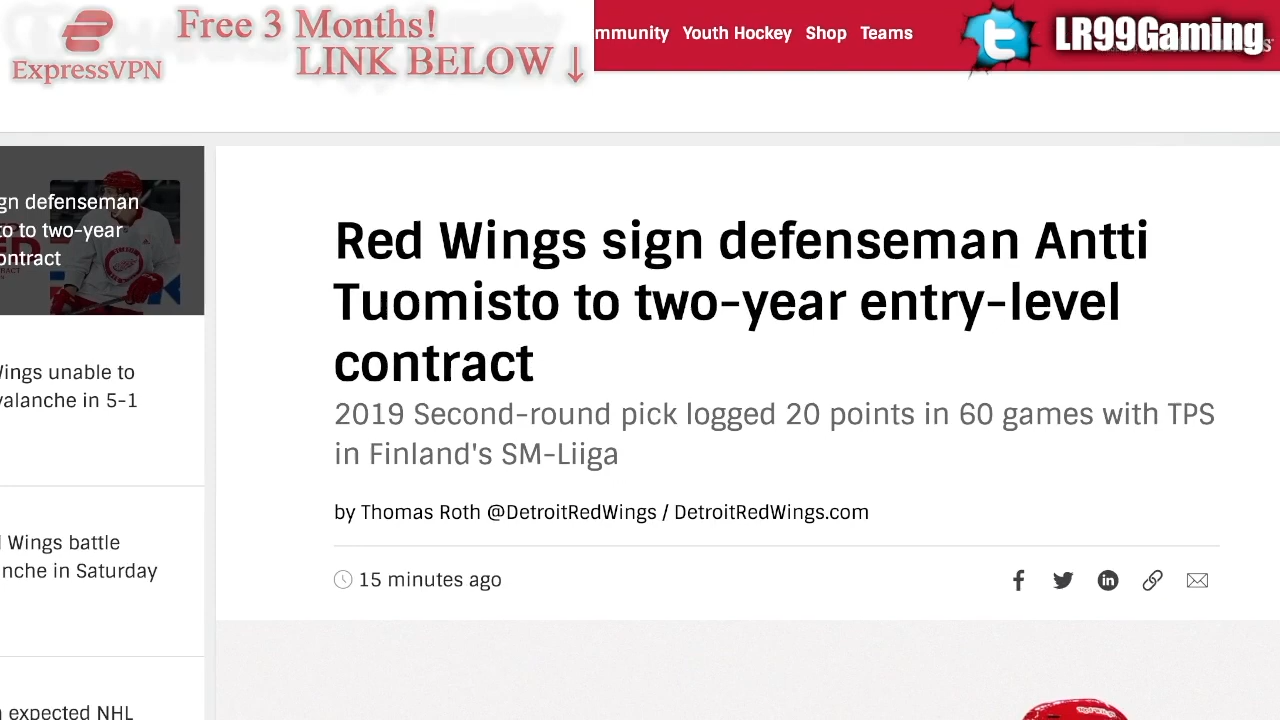 Free 3 Months!
LINK BELOW ↓
ExpressVPN
mmunity Youth Hockey Shop Teams
LR99Gaming
gn defenseman
to to two-year
ontract
Red Wings sign defenseman Antti
Tuomisto to two-year entry-level
contract
2019 Second-round pick logged 20 points in 60 games with TPS
in Finland's SM-Liiga
by Thomas Roth @DetroitRedWings / DetroitRedWings.com
15 minutes ago
Wings unable to
valanche in 5-1
d Wings battle
nche in Saturday
n expected NHL